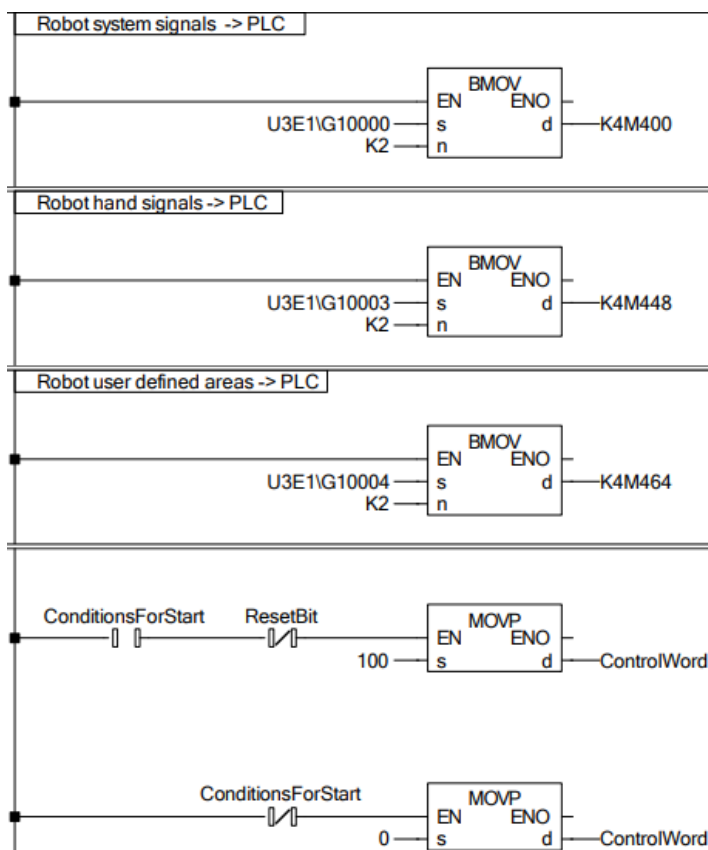 Robot system signals -> PLC
BMOV
EN ENO
U3E1\G10000 s d K4M400
K2 n
Robot hand signals -> PLC
BMOV
EN ENO
U3E1\G10003 s d K4M448
K2 n
Robot user defined areas -> PLC
BMOV
EN ENO
U3E1\G10004 s d K4M464
K2 n
ConditionsForStart ResetBit MOVP
EN ENO
100 s d ControlWord
ConditionsForStart MOVP
EN ENO
0 s d ControlWord